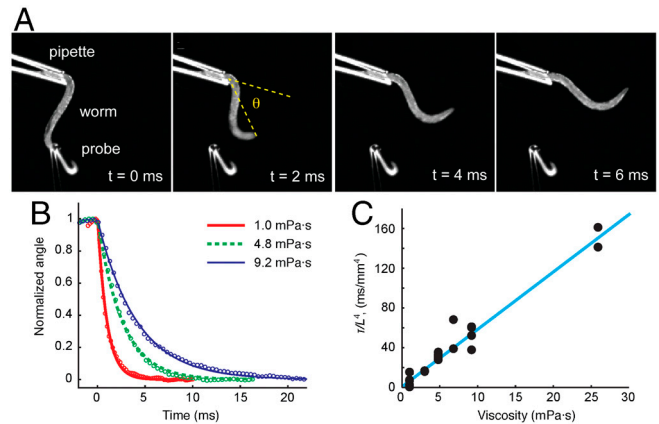 A
pipette
worm
probe
θ
t = 0 ms
t = 2 ms
t = 4 ms
t = 6 ms
B
1.0 mPa·s
4.8 mPa·s
9.2 mPa·s
Normalized angle
1
0.8
0.6
0.4
0.2
0
0
5
10
15
20
Time (ms)
C
τ/L⁴, (ms/mm⁴)
160
120
80
40
0
0
5
10
15
20
25
30
Viscosity (mPa·s)